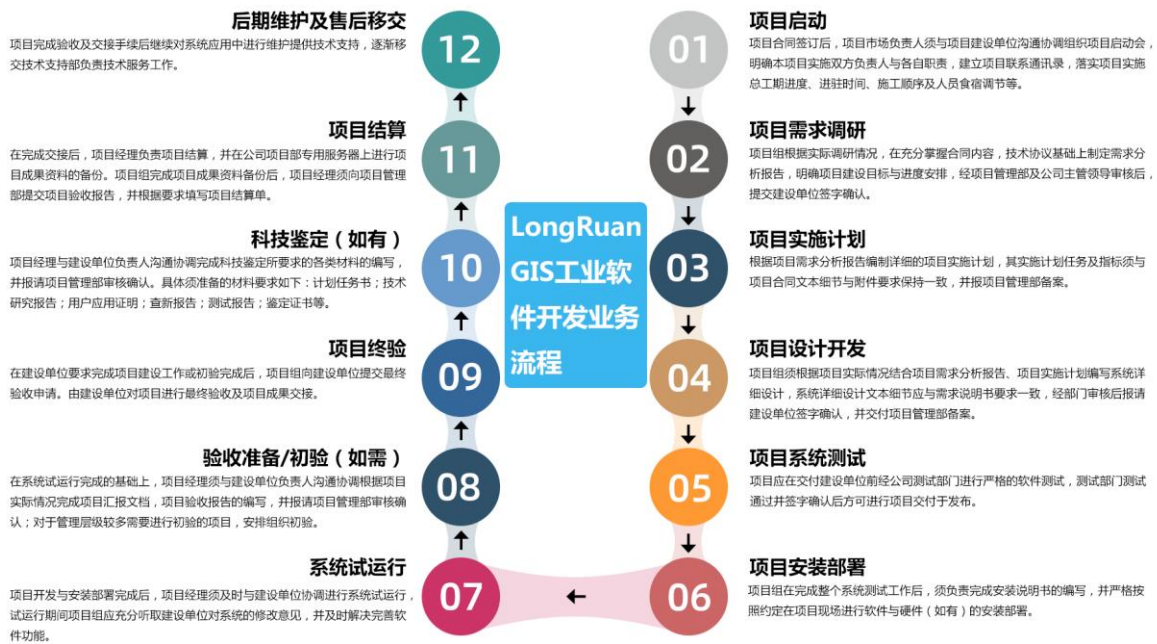 LongRuan
GIS工业软
件开发业务
流程
01
项目启动
项目合同签订后，项目市场负责人须与项目建设单位沟通协调组织项目启动会，
明确本项目实施双方负责人与各自职责，建立项目联系通讯录，落实项目实施
总工期进度、进驻时间、施工顺序及人员食宿调节等。
02
项目需求调研
项目组根据实际调研情况，在充分掌握合同内容，技术协议基础上制定需求分
析报告，明确项目建设目标与进度安排，经项目管理部及公司主管领导审核后，
提交建设单位签字确认。
03
项目实施计划
根据项目需求分析报告编制详细的项目实施计划，其实施计划任务及指标须与
项目合同文本细节与附件要求保持一致，并报项目管理部备案。
04
项目设计开发
项目组须根据项目实际情况结合项目需求分析报告、项目实施计划编写系统详
细设计，系统详细设计文本细节应与需求说明书要求一致，经部门审核后报请
建设单位签字确认，并交付项目管理部备案。
05
项目系统测试
项目应在交付建设单位前经公司测试部门进行严格的软件测试，测试部门测试
通过并签字确认后方可进行项目交付于发布。
06
项目安装部署
项目组在完成整个系统测试工作后，须负责完成安装说明书的编写，并严格按
照约定在项目现场进行软件与硬件（如有）的安装部署。
07
系统试运行
项目开发与安装部署完成后，项目经理须及时与建设单位协调进行系统试运行，
试运行期间项目组应充分听取建设单位对系统的修改意见，并及时解决完善软
件功能。
08
验收准备/初验（如需）
在系统试运行完成的基础上，项目经理须与建设单位负责人沟通协调根据项目
实际情况完成项目汇报文档，项目验收报告的编写，并报请项目管理部审核确
认；对于管理层级较多需要进行初验的项目，安排组织初验。
09
项目终验
在建设单位要求完成项目建设工作或初验完成后，项目组向建设单位提交最终
验收申请。由建设单位对项目进行最终验收及项目成果交接。
10
科技鉴定（如有）
项目经理与建设单位负责人沟通协调完成科技鉴定所要求的各类材料的编写，
并报请项目管理部审核确认。具体须准备的材料要求如下：计划任务书；技术
研究报告；用户应用证明；查新报告；测试报告；鉴定证书等。
11
项目结算
在完成交接后，项目经理负责项目结算，并在公司项目部专用服务器上进行项
目成果资料的备份。项目组完成项目成果资料备份后，项目经理须向项目管理
部提交项目验收报告，并根据要求填写项目结算单。
12
后期维护及售后移交
项目完成验收及交接手续后继续对系统应用中进行维护提供技术支持，逐渐移
交技术支持部负责技术服务工作。